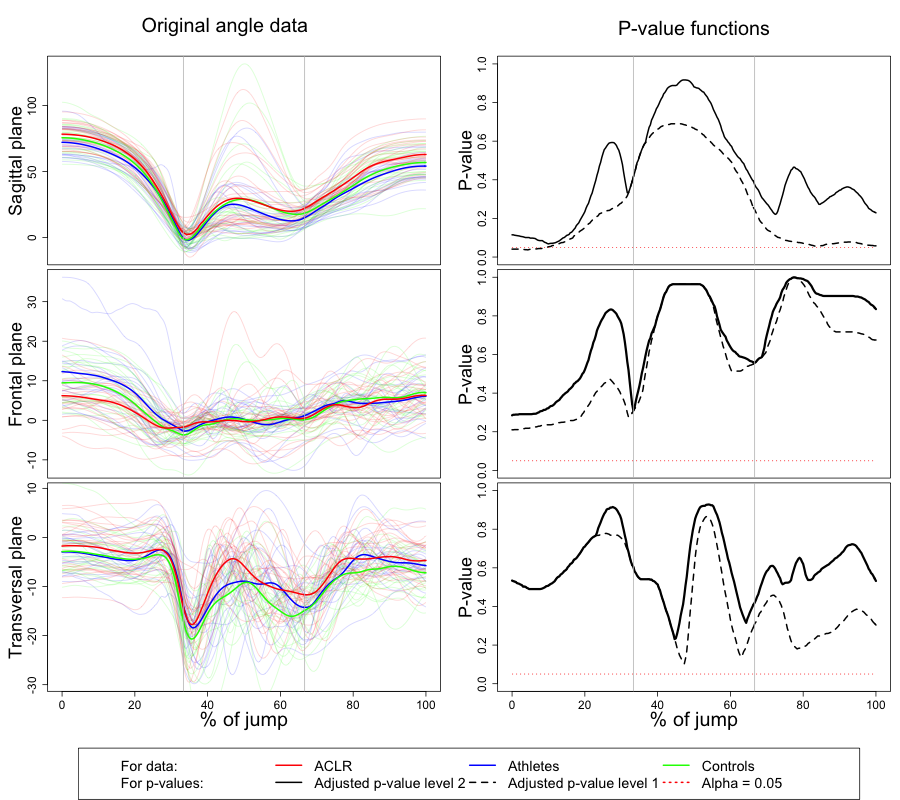 Original angle data
P-value functions
Sagittal plane
0 50 100
P-value
0.0 0.2 0.4 0.6 0.8 1.0
Frontal plane
-10 0 10 20 30
P-value
0.0 0.2 0.4 0.6 0.8 1.0
Transversal plane
-30 -20 -10 0 10
P-value
0.0 0.2 0.4 0.6 0.8 1.0
0 20 40 60 80 100
0 20 40 60 80 100
% of jump
% of jump
For data: ACLR Athletes Controls
For p-values: Adjusted p-value level 2 Adjusted p-value level 1 Alpha = 0.05